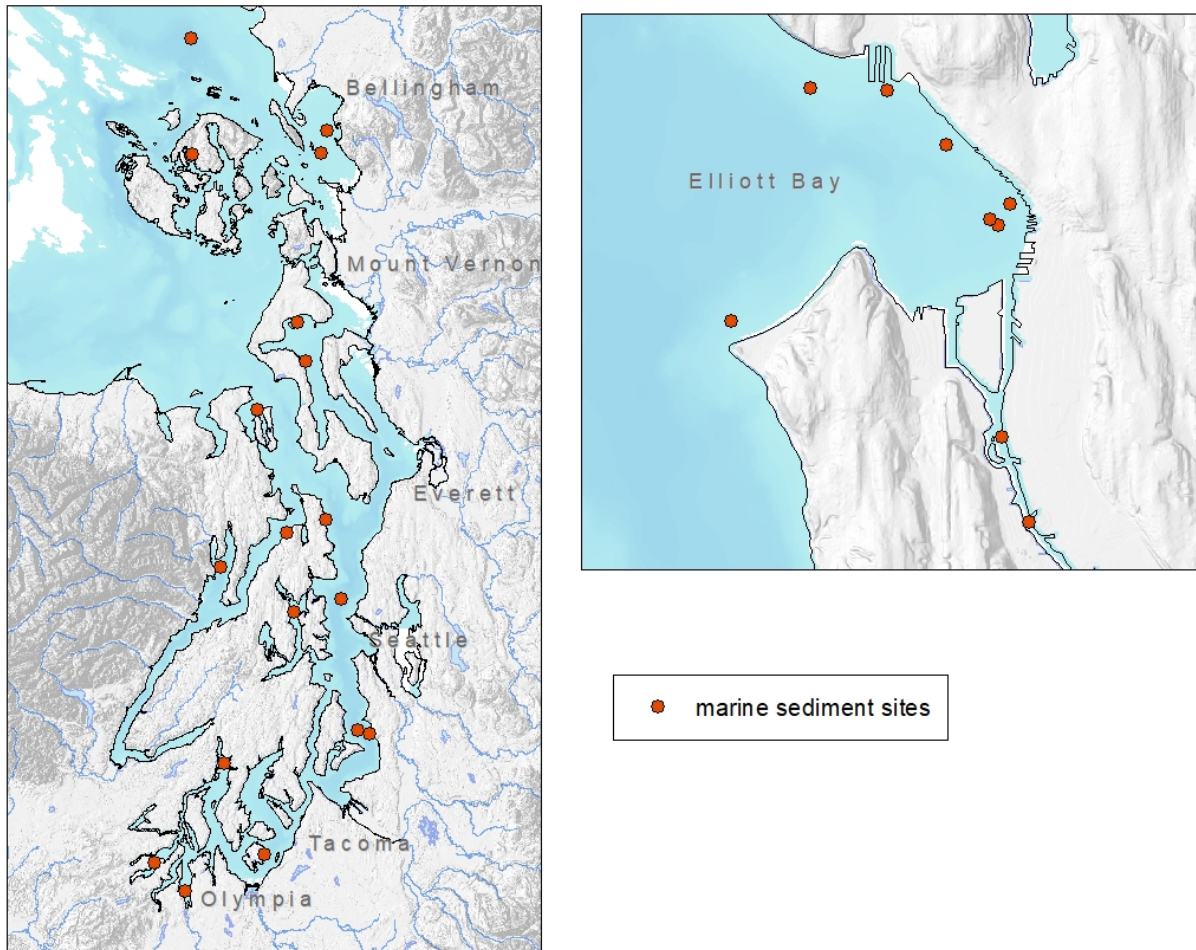 Bellingham
Mount Vernon
Everett
Seattle
Tacoma
Olympia
Elliott Bay
marine sediment sites